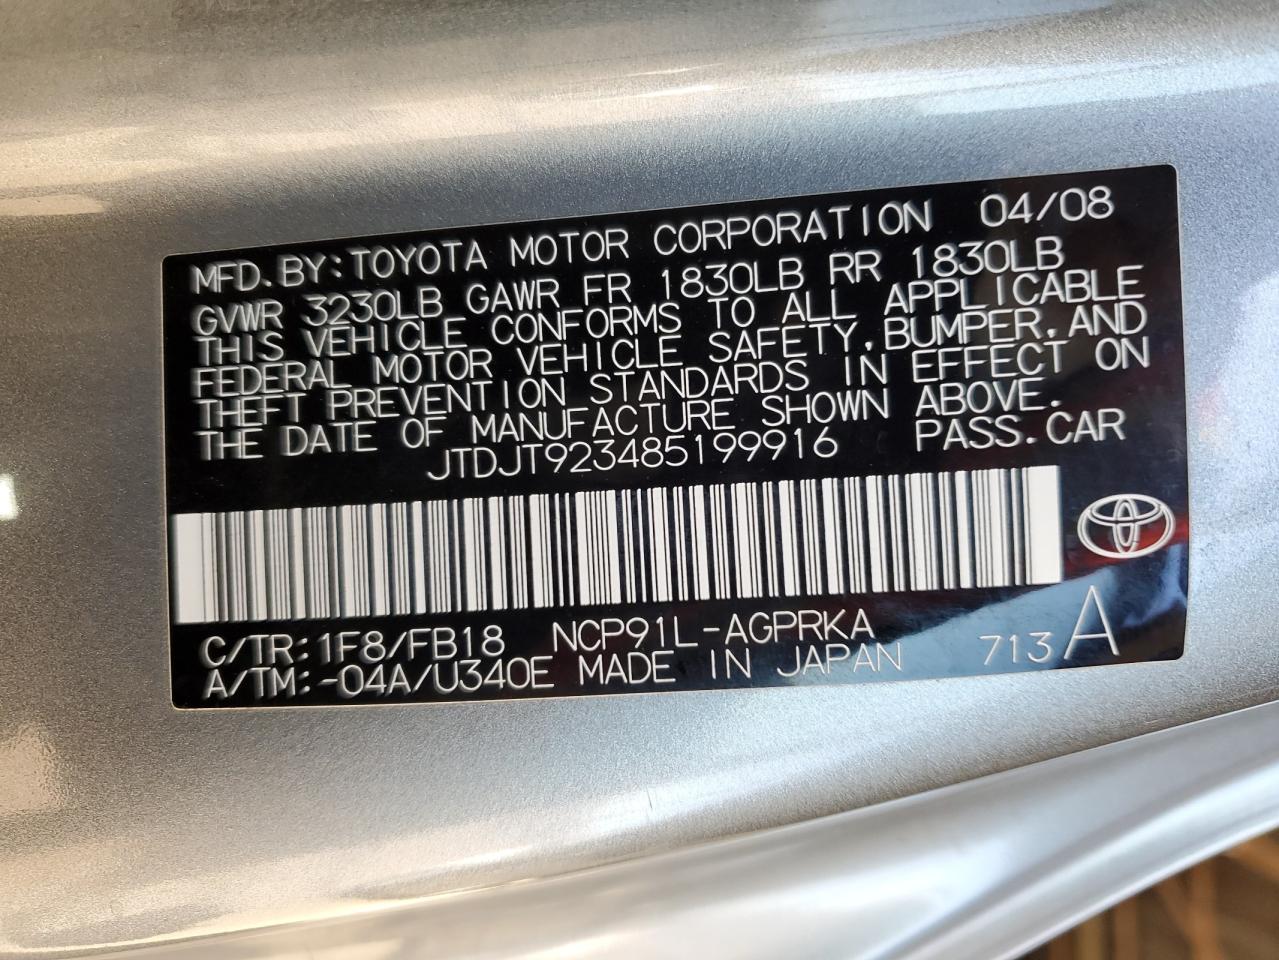 MFD.BY:TOYOTA MOTOR CORPORATION 04/08
GVWR 3230LB GAWR FR 1830LB RR 1830LB
THIS VEHICLE CONFORMS TO ALL APPLICABLE
FEDERAL MOTOR VEHICLE SAFETY,BUMPER,AND
THEFT PREVENTION STANDARDS IN EFFECT ON
THE DATE OF MANUFACTURE SHOWN ABOVE.
JTDJT923485199916 PASS.CAR
C/TR:1F8/FB18 NCP91L-AGPRKA
A/TM:-04A/U340E MADE IN JAPAN 713 A